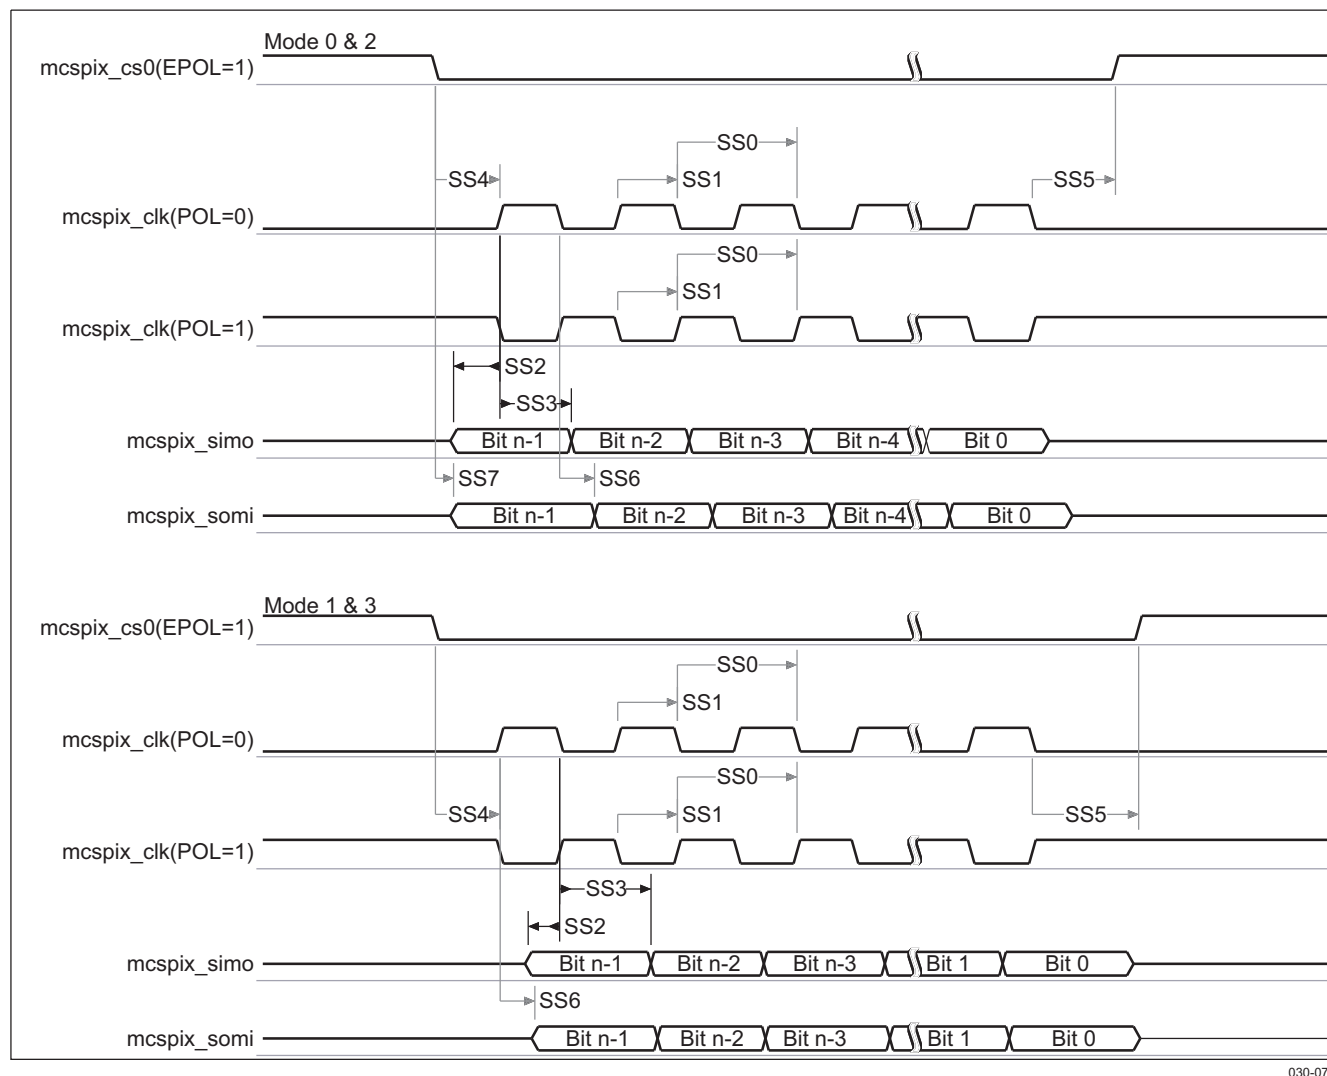 Mode 0 & 2
mcspix_cs0(EPOL=1)
SS0
SS4 SS1 SS5
mcspix_clk(POL=0)
SS0
SS1
mcspix_clk(POL=1)
SS2
SS3
mcspix_simo Bit n-1 Bit n-2 Bit n-3 Bit n-4 Bit 0
SS7 SS6
mcspix_somi Bit n-1 Bit n-2 Bit n-3 Bit n-4 Bit 0
Mode 1 & 3
mcspix_cs0(EPOL=1)
SS0
SS1
mcspix_clk(POL=0)
SS0
SS4 SS1 SS5
mcspix_clk(POL=1)
SS3
SS2
mcspix_simo Bit n-1 Bit n-2 Bit n-3 Bit 1 Bit 0
SS6
mcspix_somi Bit n-1 Bit n-2 Bit n-3 Bit 1 Bit 0
030-07